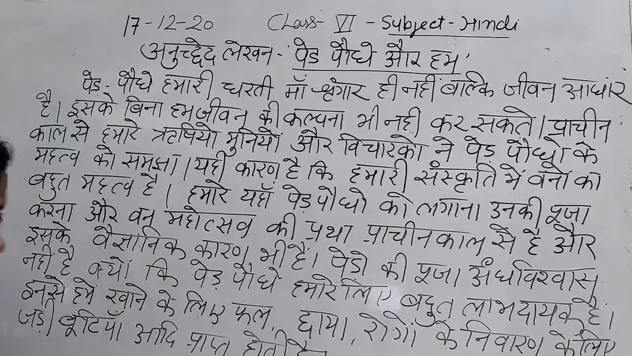 17-12-20 Class- VI - Subject - Hindi
अनुच्छेद लेखन - 'पेड पौधे और हम'
पेड - पौधे हमारी धरती माँ श्रृंगार ही नही बल्कि जीवन आधार
है। इसके बिना हम जीवन की कल्पना भी नही कर सकते। प्राचीन
काल से हमारे ऋषियो मुनियो और विचारको ने पेड पौधो के
महत्व को समझा। यही कारण है कि हमारी संस्कृति मे वनो का
बहुत महत्व है। हमारे यहाँ पेड पौधो को लगाना उनकी पूजा
करना और वन महोत्सव की प्रथा प्राचीन काल से है और
इसके वैज्ञानिक कारण भी है। पेडो की पूजा अंधविश्वास
नही है क्यो कि पेड पौधे हमारे लिए बहुत लाभदायक है।
इनसे हमे खाने के लिए फल, छाया, रोगो के निवारण के लिए
जडी बूटियाँ आदि प्राप्त होती है